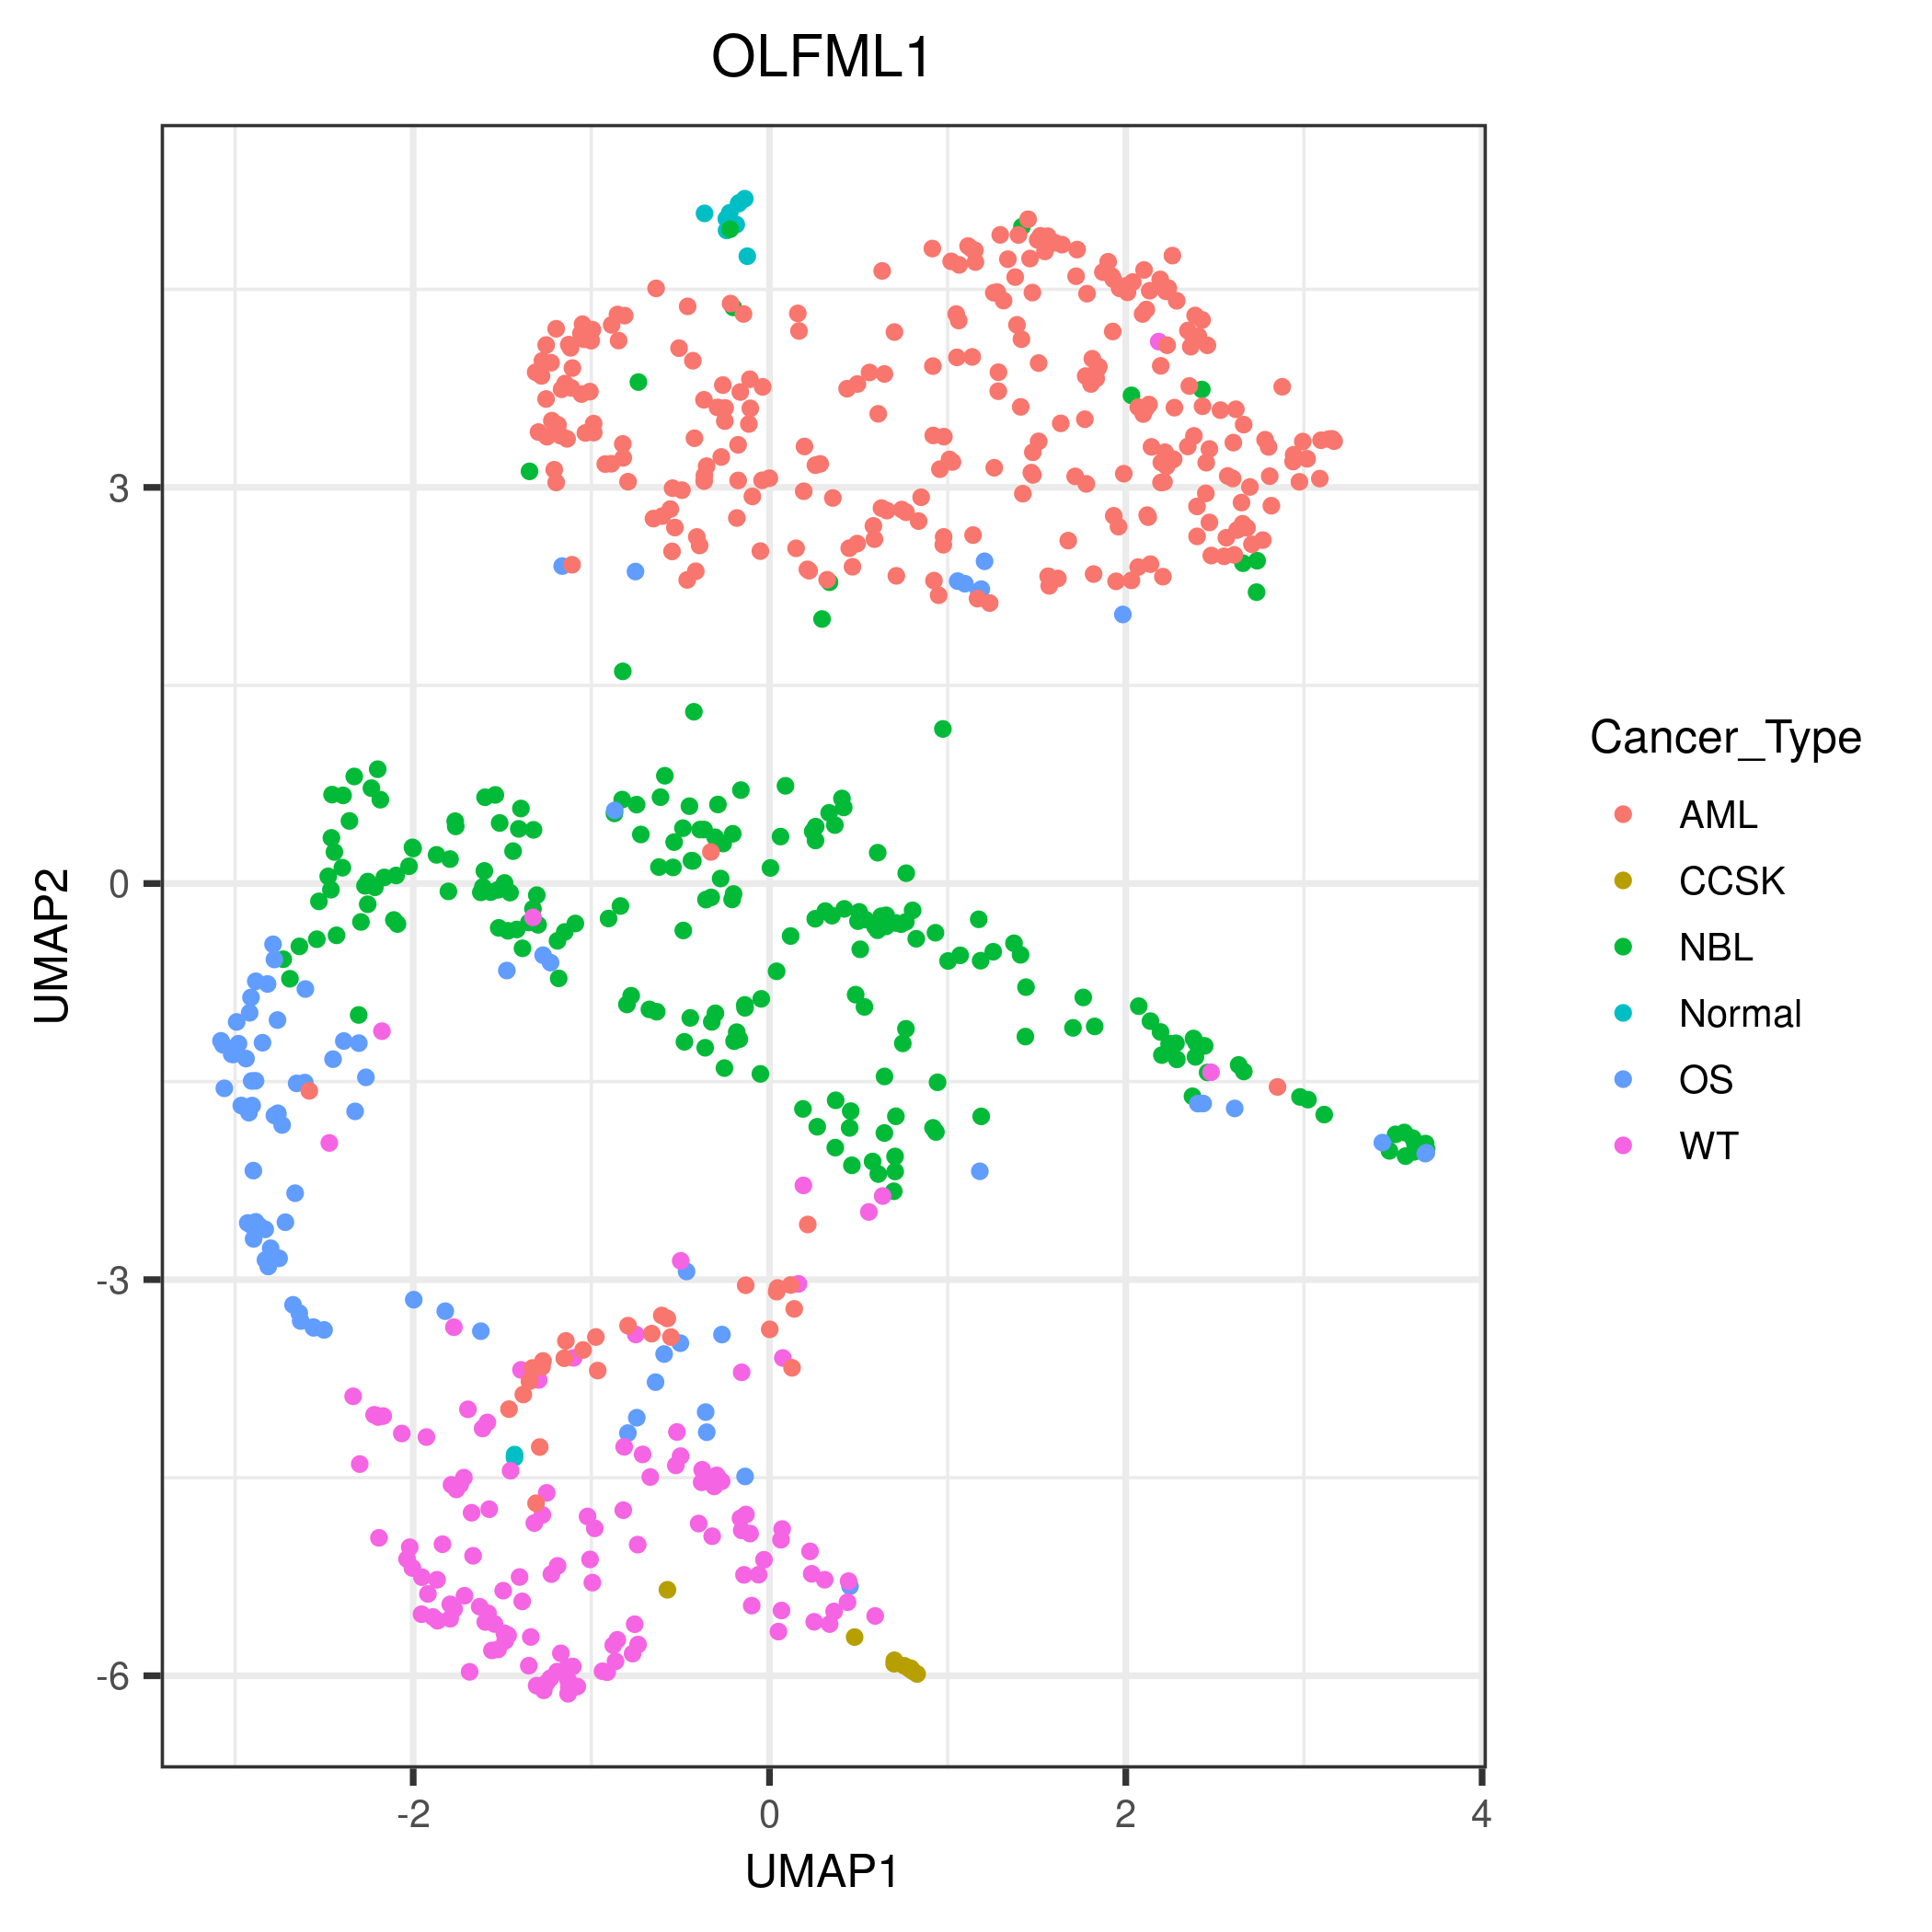 OLFML1
3
0
-3
-6
UMAP2
-2 0 2 4
UMAP1
Cancer_Type
AML
CCSK
NBL
Normal
OS
WT